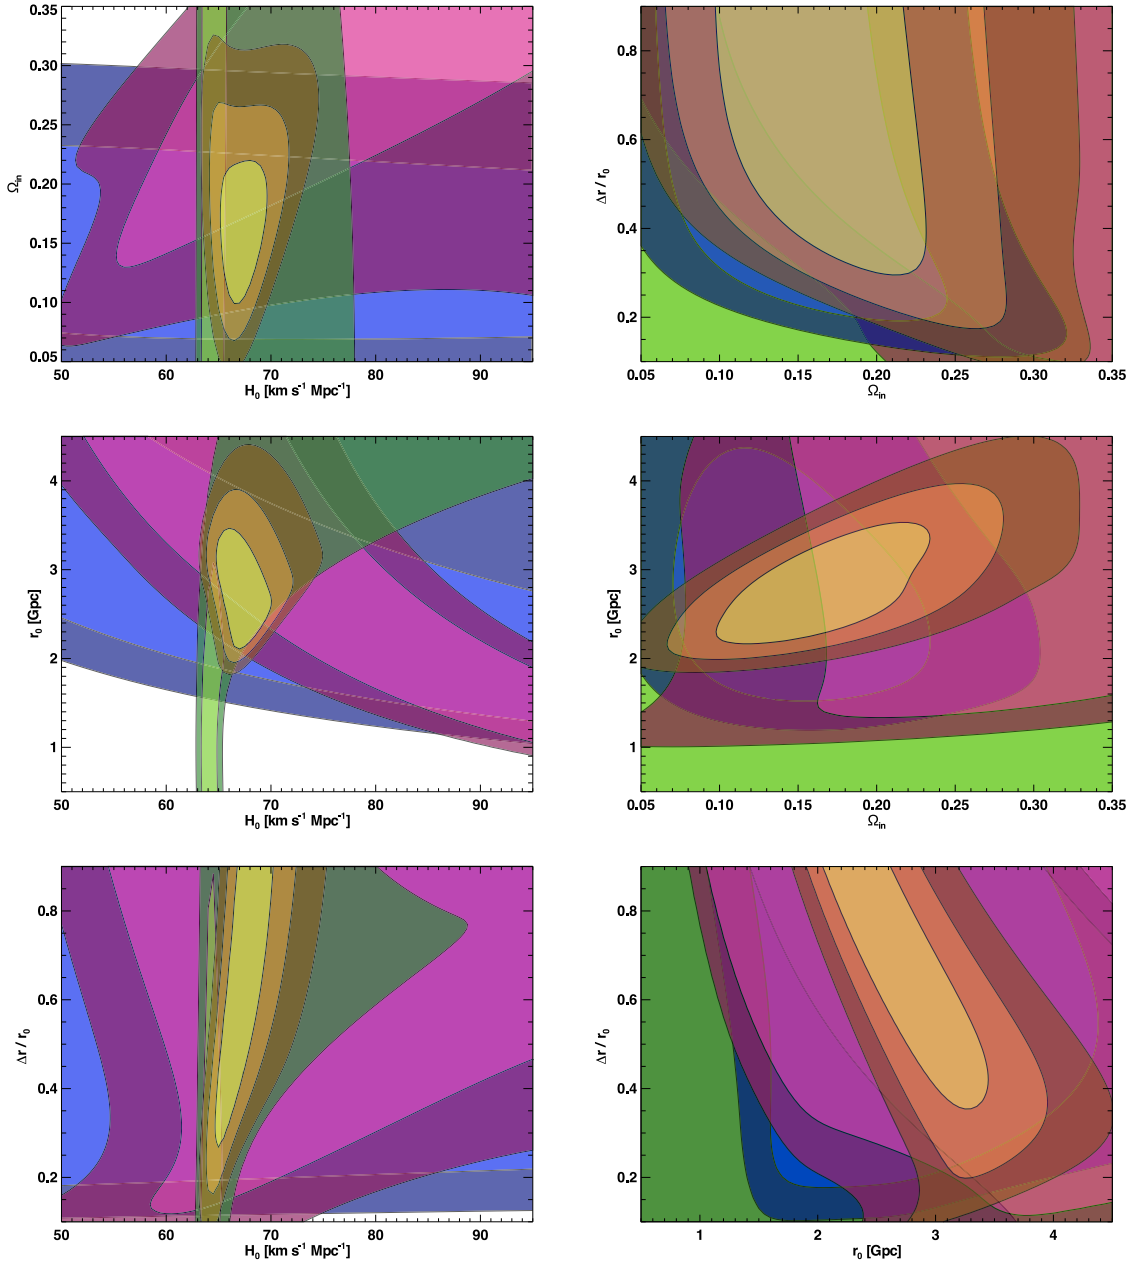 0.35
0.30
0.25
0.20
0.15
0.10
0.05
Ω_in
50 60 70 80 90
H_0 [km s^-1 Mpc^-1]
0.8
0.6
0.4
0.2
Δr / r_0
0.05 0.10 0.15 0.20 0.25 0.30 0.35
Ω_in
4
3
2
1
r_0 [Gpc]
50 60 70 80 90
H_0 [km s^-1 Mpc^-1]
4
3
2
1
r_0 [Gpc]
0.05 0.10 0.15 0.20 0.25 0.30 0.35
Ω_in
0.8
0.6
0.4
0.2
Δr / r_0
50 60 70 80 90
H_0 [km s^-1 Mpc^-1]
0.8
0.6
0.4
0.2
Δr / r_0
1 2 3 4
r_0 [Gpc]